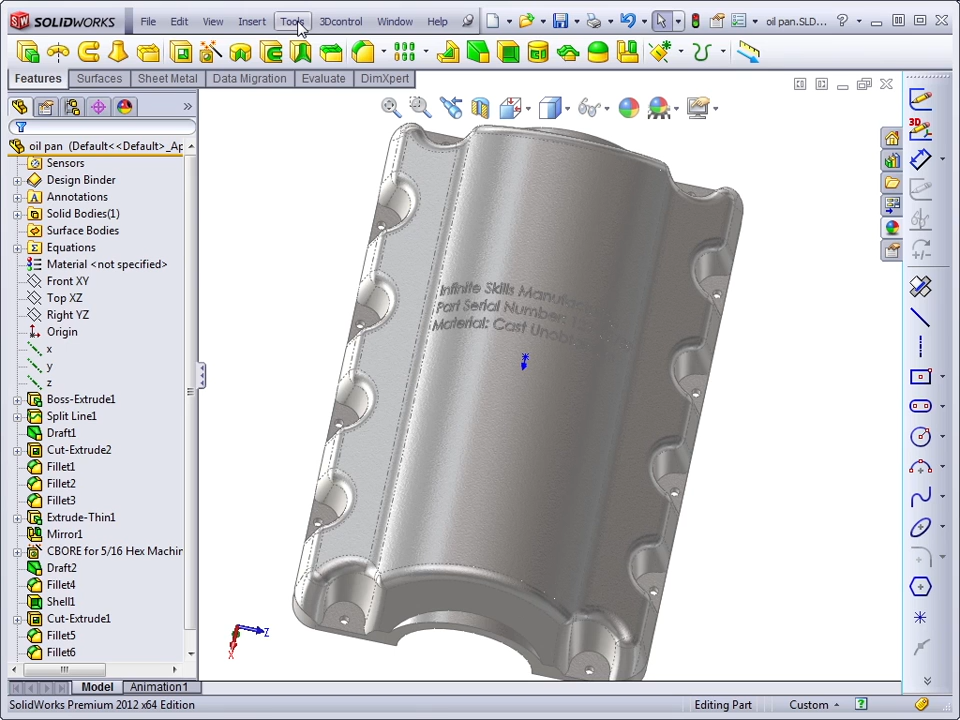 SOLIDWORKS File Edit View Insert Tools 3Dcontrol Window Help oil pan.SLD...
Features Surfaces Sheet Metal Data Migration Evaluate DimXpert
oil pan (Default<<Default>_Ap
Sensors
Design Binder
Annotations
Solid Bodies(1)
Surface Bodies
Equations
Material <not specified>
Front XY
Top XZ
Right YZ
Origin
x
y
z
Boss-Extrude1
Split Line1
Draft1
Cut-Extrude2
Fillet1
Fillet2
Fillet3
Extrude-Thin1
Mirror1
CBORE for 5/16 Hex Machin
Draft2
Fillet4
Shell1
Cut-Extrude1
Fillet5
Fillet6
Infinite Skills
Part Serial Number:
Material: Cast
3D
Z
X
Model Animation1
SolidWorks Premium 2012 x64 Edition Editing Part Custom